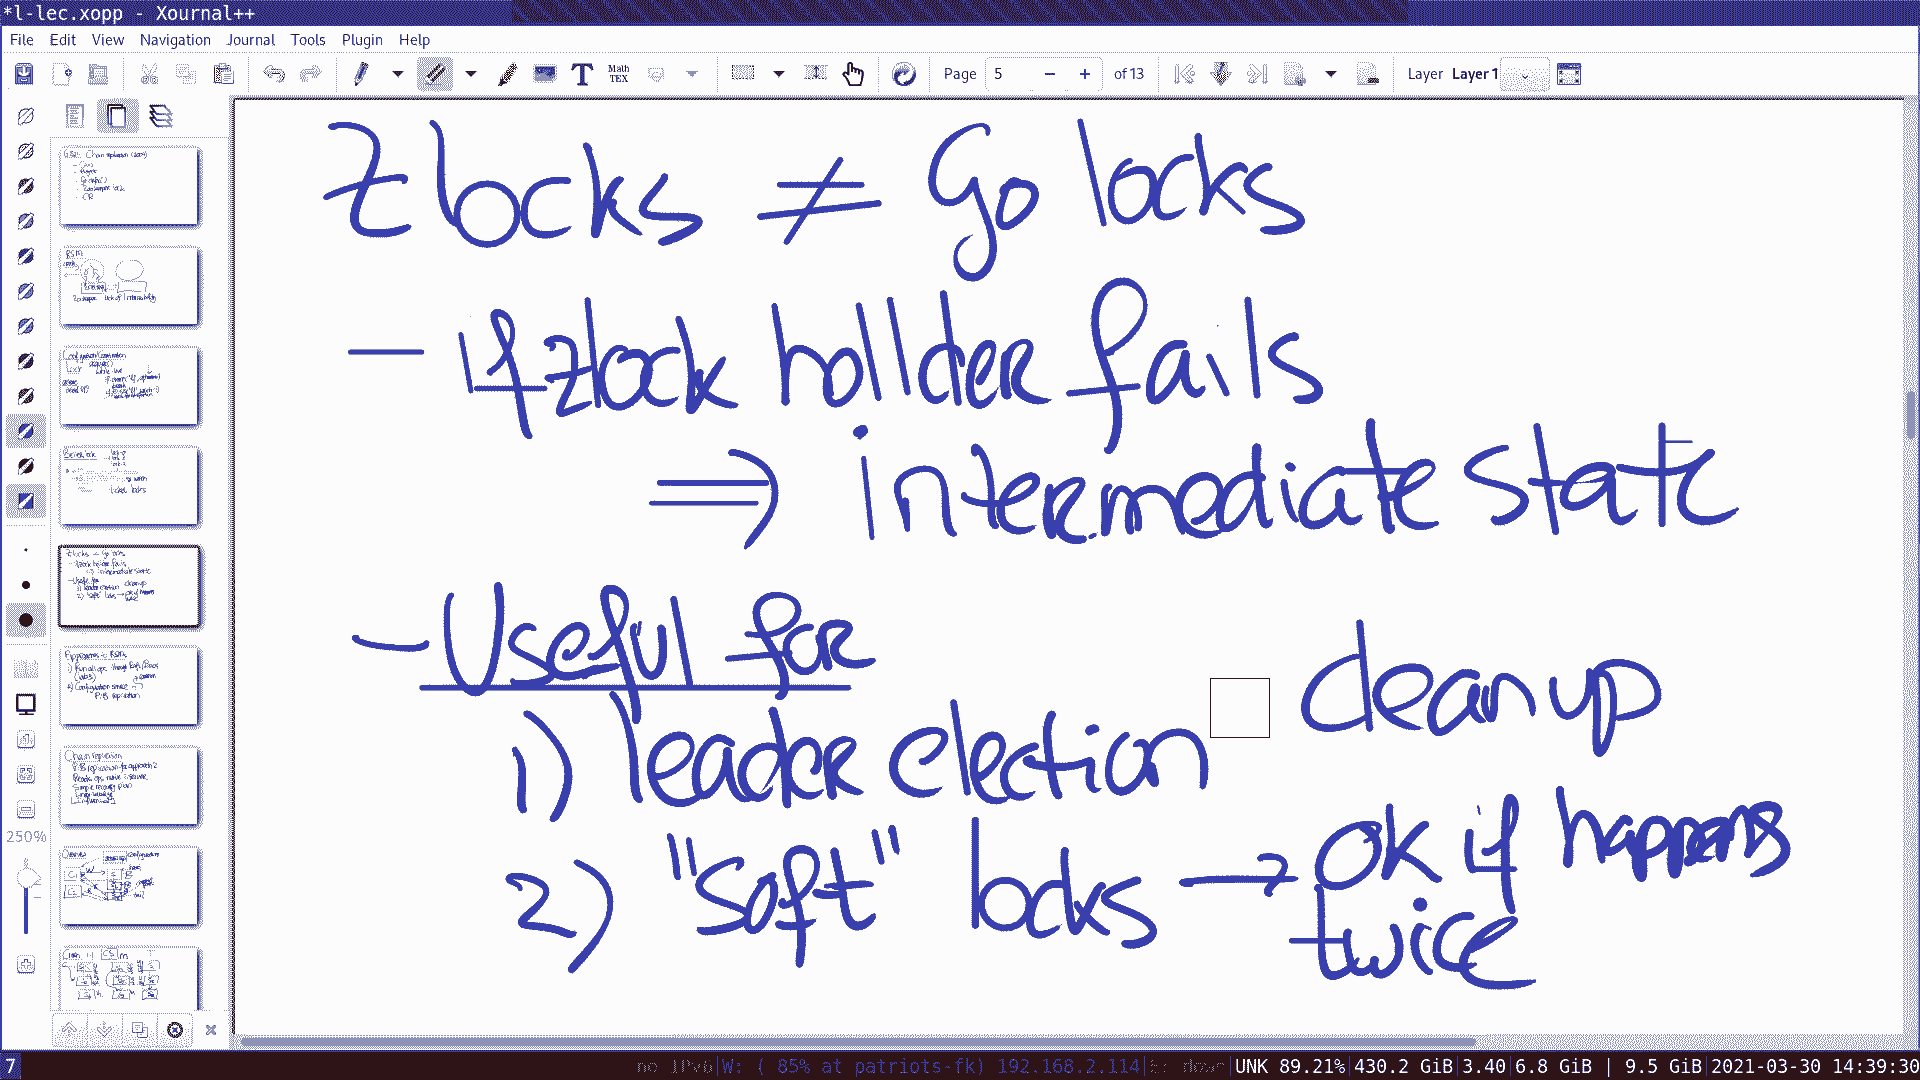 *l-lec.xopp - Xournal++
File Edit View Navigation Journal Tools Plugin Help
Math TEX
Page 5 of 13
Layer Layer 1
Zlocks ≠ Go locks
- if zlock hollder fails
⇒ intermediate state
- Useful for
cleanup
1) leader election
2) "Soft" locks → OK if happens
twice
250%
7
no IPv6|W: ( 85% at patriots-fk) 192.168.2.114|E: down|UNK 89.21%|430.2 GiB|3.40|6.8 GiB | 9.5 GiB|2021-03-30 14:39:30